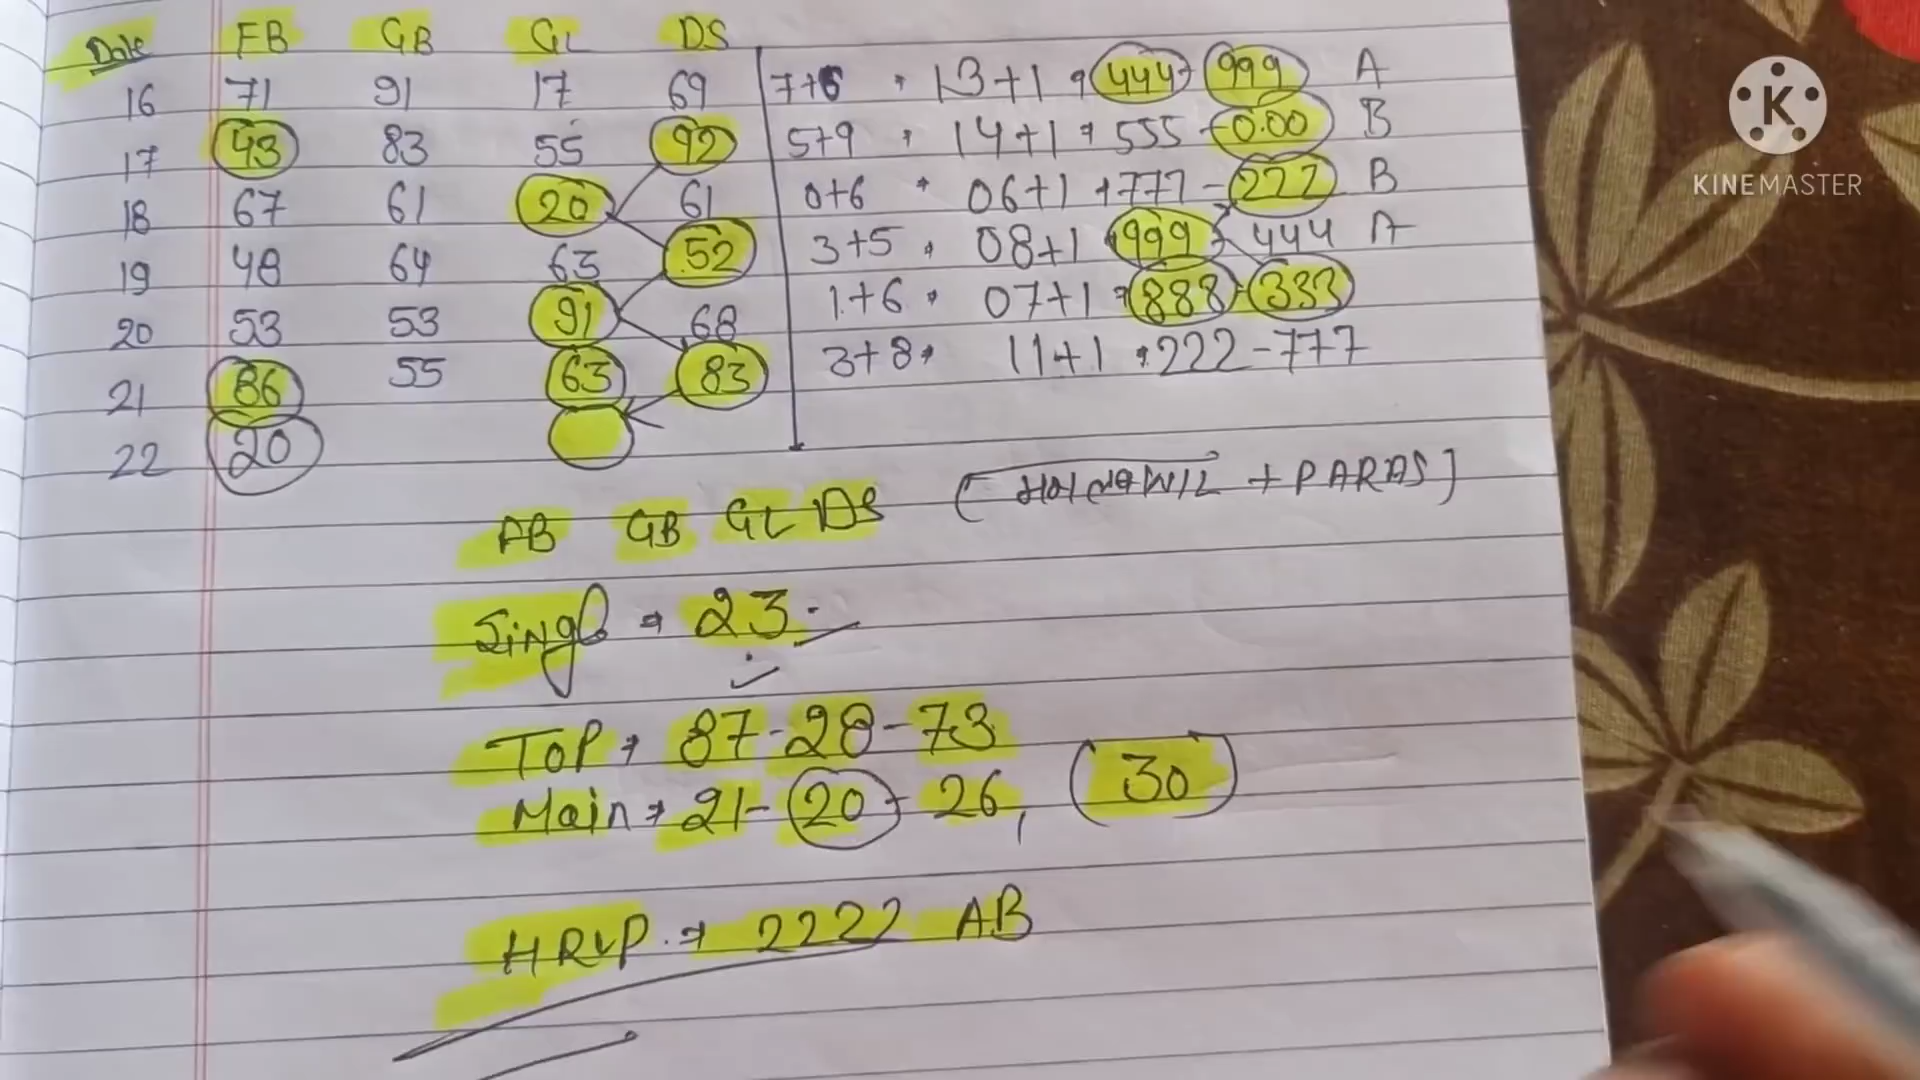 Date FB GB GL DS
16 71 91 17 69 7+6 13+1 444 - 999 A
17 43 83 55 92 5+9 14+1 555 - 000 B
18 67 61 20 61 0+6 06+1 777 - 222 B
19 48 64 63 52 3+5 08+1 999 - 444 A
20 53 53 91 68 1+6 07+1 888 - 333
21 86 55 63 83 3+8 11+1 222-777
22 20
FB GB GL DS ( + PARAS ]
Single → 23
TOP → 87-28-73
Main → 21-20-26, (30)
HRUP → 2222 AB
K
KINEMASTER